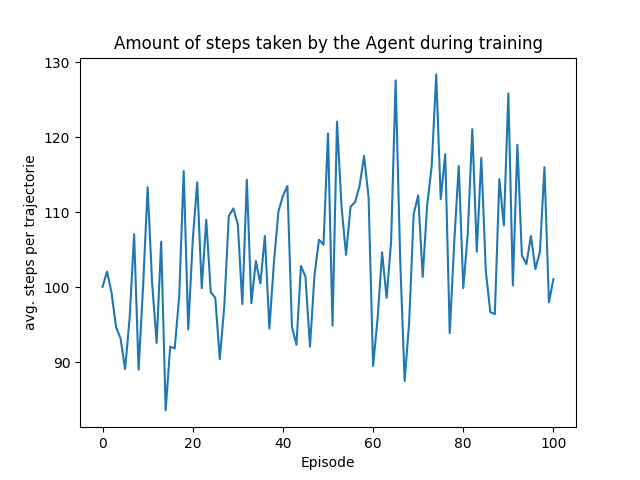 Amount of steps taken by the Agent during training
130
120
110
100
90
avg. steps per trajectorie
0 20 40 60 80 100
Episode